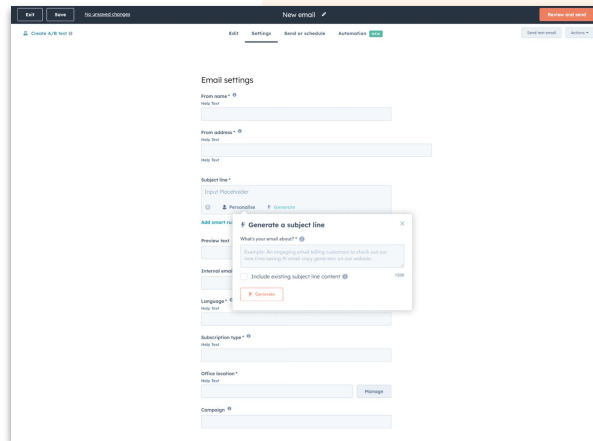 Exit Save No unsaved changes New email Review and send
Create A/B test Edit Settings Send or schedule Automation NEW Send test email Actions
Email settings
From name *
Help Text
From address *
Help Text
Help Text
Subject line *
Input Placeholder
Personalise Generate
Add smart ru
Generate a subject line
What's your email about? *
Example: An engaging email telling customers to check out our
new time-saving AI email copy generator on our website.
Include existing subject line content
Generate
Preview text
Internal emai
Language *
Help Text
Subscription type *
Help Text
Office location *
Help Text
Manage
Campaign